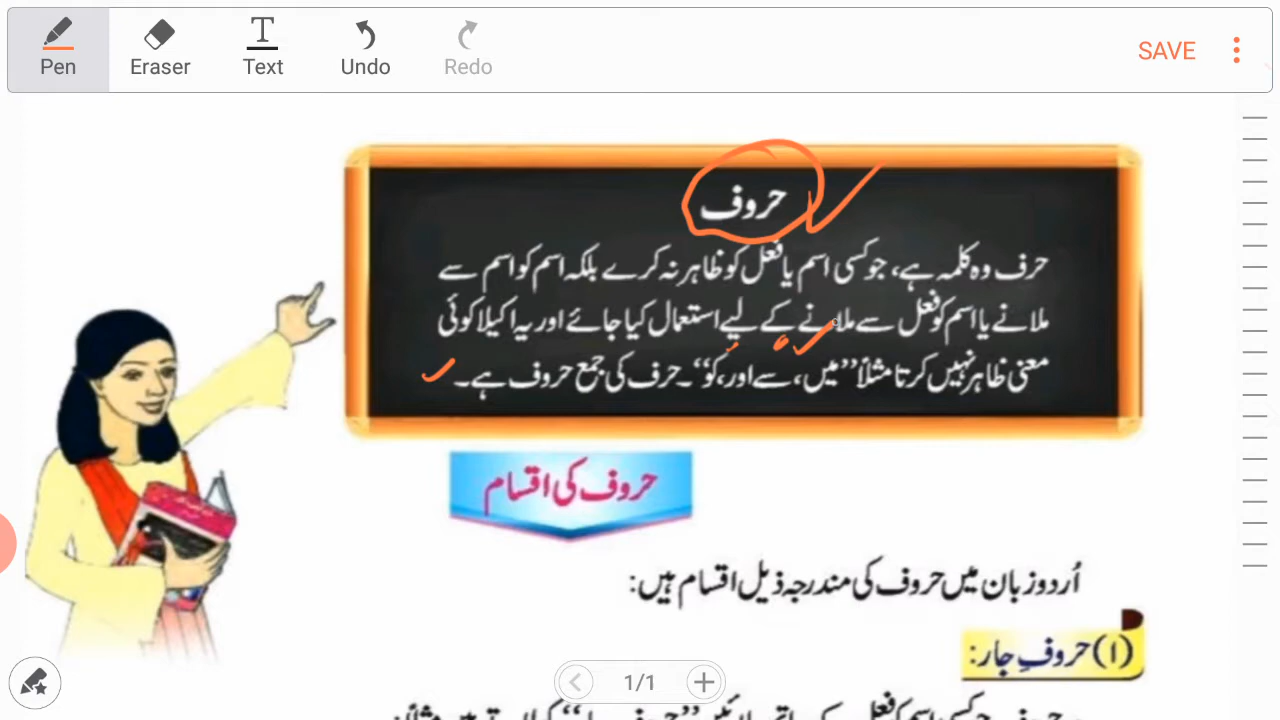 Pen
Eraser
Text
Undo
Redo
SAVE
حروف
حرف وہ کلمہ ہے، جو کسی اسم یا فعل کو ظاہر نہ کرے بلکہ اسم کو اسم سے
ملانے یا اسم کو فعل سے ملانے کے لیے استعمال کیا جائے اور یہ اکیلا کوئی
معنی ظاہر نہیں کرتا مثلاً ”میں، سے اور، کو“۔ حرف کی جمع حروف ہے۔
حروف کی اقسام
اُردو زبان میں حروف کی مندرجہ ذیل اقسام ہیں:
(۱) حروفِ جار:
1/1